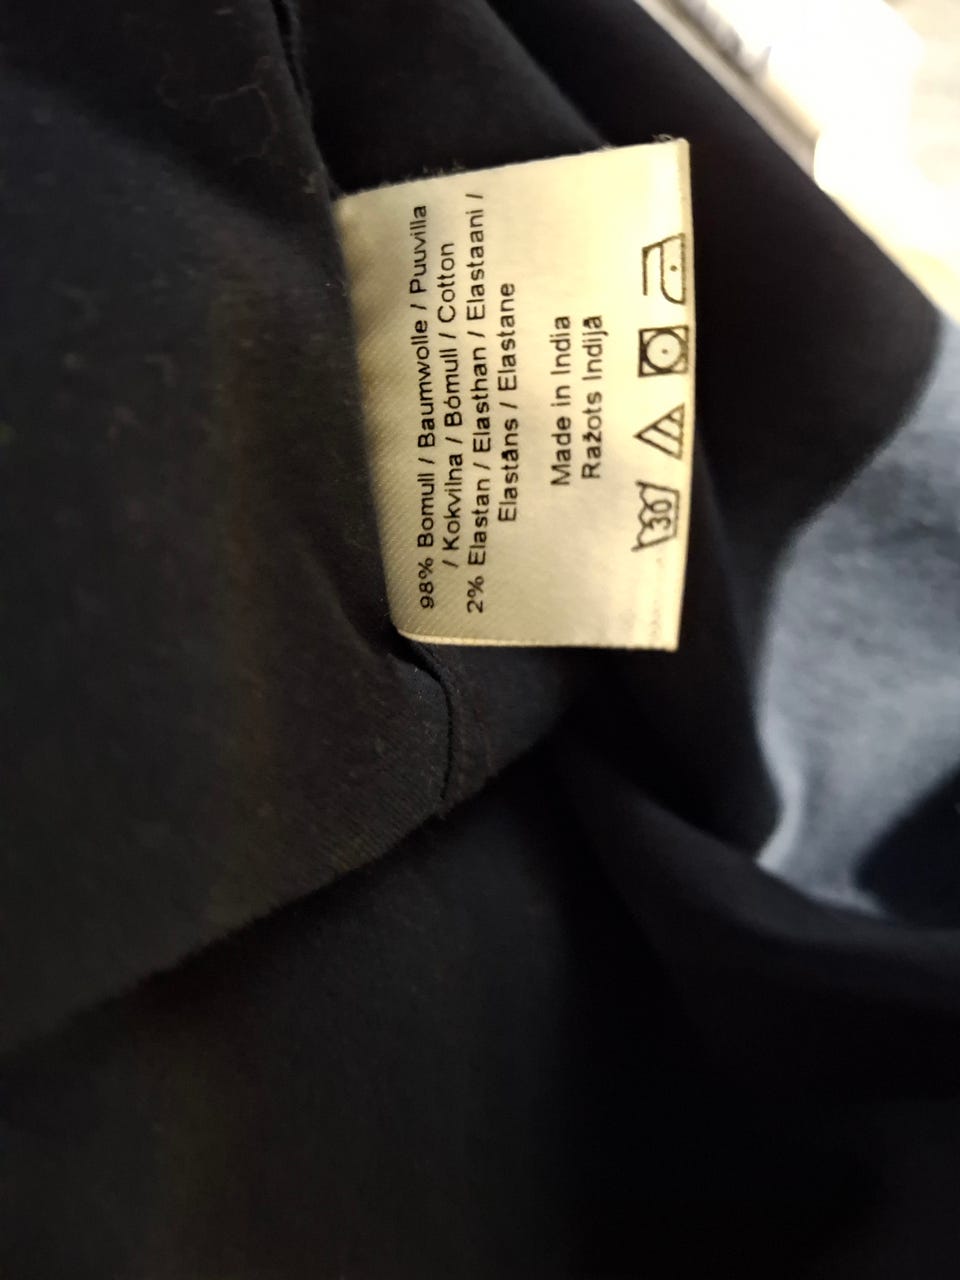 98% Bomull / Baumwolle / Puuvilla
/ Kokvilna / Bómull / Cotton
2% Elastan / Elasthan / Elastaani /
Elastāns / Elastane
Made in India
Ražots Indijā
30